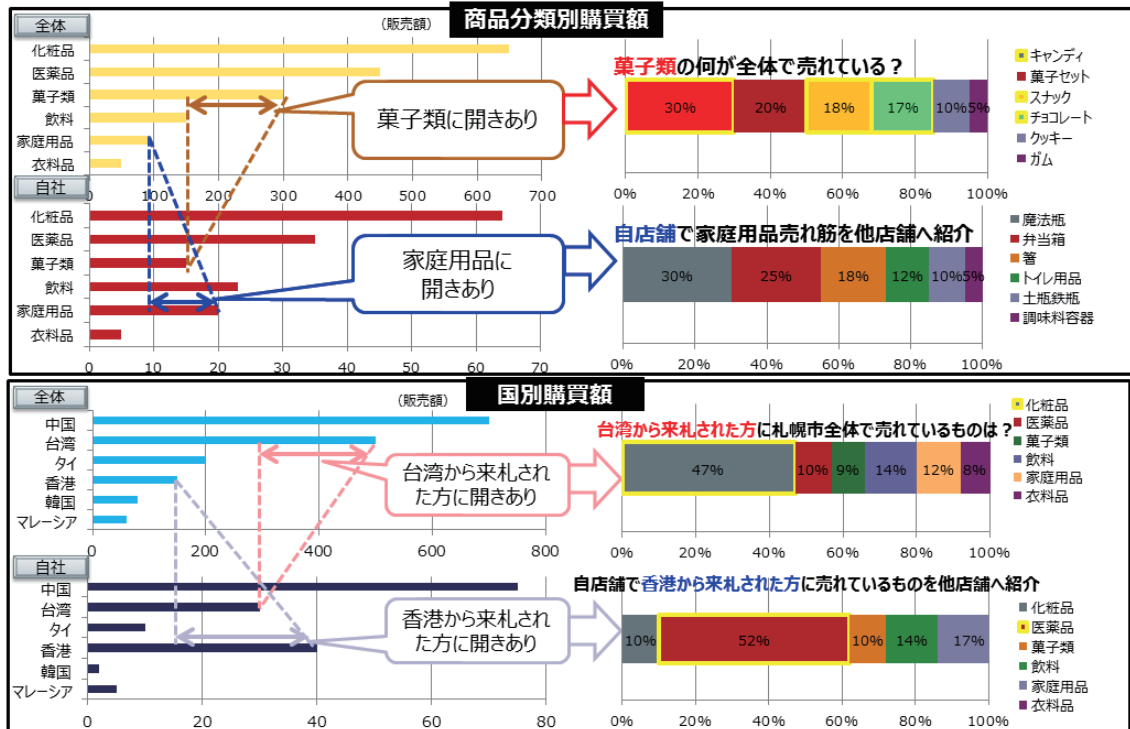 商品分類別購買額
全体
(販売額)
化粧品
医薬品
菓子類
飲料
家庭用品
衣料品
0 100 200 300 400 500 600 700
菓子類に開きあり
菓子類の何が全体で売れている?
30% 20% 18% 17% 10% 5%
0% 20% 40% 60% 80% 100%
キャンディ
菓子セット
スナック
チョコレート
クッキー
ガム
自社
化粧品
医薬品
菓子類
飲料
家庭用品
衣料品
0 10 20 30 40 50 60 70
家庭用品に
開きあり
自店舗で家庭用品売れ筋を他店舗へ紹介
30% 25% 18% 12% 10% 5%
0% 20% 40% 60% 80% 100%
魔法瓶
弁当箱
箸
トイレ用品
土瓶鉄瓶
調味料容器
国別購買額
全体
(販売額)
中国
台湾
タイ
香港
韓国
マレーシア
0 200 400 600 800
台湾から来札され
た方に開きあり
台湾から来札された方に札幌市全体で売れているものは?
47% 10% 9% 14% 12% 8%
0% 20% 40% 60% 80% 100%
化粧品
医薬品
菓子類
飲料
家庭用品
衣料品
自社
中国
台湾
タイ
香港
韓国
マレーシア
0 20 40 60 80
香港から来札され
た方に開きあり
自店舗で香港から来札された方に売れているものを他店舗へ紹介
10% 52% 10% 14% 17%
0% 20% 40% 60% 80% 100%
化粧品
医薬品
菓子類
飲料
家庭用品
衣料品